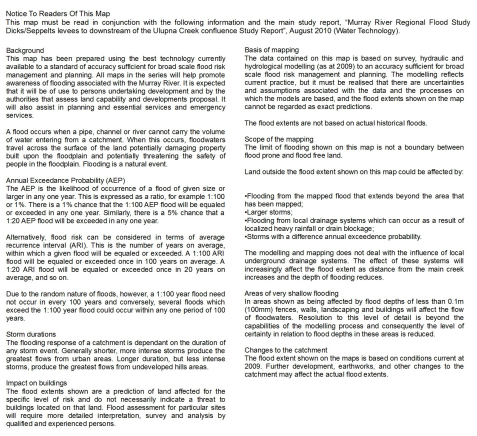 Notice To Readers Of This Map
This map must be read in conjunction with the following information and the main study report, "Murray River Regional Flood Study
Dicks/Seppelts levees to downstream of the Ulupna Creek confluence Study Report", August 2010 (Water Technology).
Background
This map has been prepared using the best technology currently
available to a standard of accuracy sufficient for broad scale flood risk
management and planning. All maps in the series will help promote
awareness of flooding associated with the Murray River. It is expected
that it will be of use to persons undertaking development and by the
authorities that assess land capability and developments proposal. It
will also assist in planning and essential services and emergency
services.
A flood occurs when a pipe, channel or river cannot carry the volume
of water entering from a catchment. When this occurs, floodwaters
travel across the surface of the land potentially damaging property
built upon the floodplain and potentially threatening the safety of
people in the floodplain. Flooding is a natural event.
Annual Exceedance Probability (AEP)
The AEP is the likelihood of occurrence of a flood of given size or
larger in any one year. This is expressed as a ratio, for example 1:100
or 1%. There is a 1% chance that the 1:100 AEP flood will be equaled
or exceeded in any one year. Similarly, there is a 5% chance that a
1:20 AEP flood will be exceeded in any one year.
Alternatively, flood risk can be considered in terms of average
recurrence interval (ARI). This is the number of years on average,
within which a given flood will be equaled or exceeded. A 1:100 ARI
flood will be equaled or exceeded once in 100 years on average. A
1:20 ARI flood will be equaled or exceeded once in 20 years on
average, and so on.
Due to the random nature of floods, however, a 1:100 year flood need
not occur in every 100 years and conversely, several floods which
exceed the 1:100 year flood could occur within any one period of 100
years.
Storm durations
The flooding response of a catchment is dependant on the duration of
any storm event. Generally shorter, more intense storms produce the
greatest flows from urban areas. Longer duration, but less intense
storms, produce the greatest flows from undeveloped hills areas.
Impact on buildings
The flood extents shown are a prediction of land affected for the
specific level of risk and do not necessarily indicate a threat to
buildings located on that land. Flood assessment for particular sites
will require more detailed interpretation, survey and analysis by
qualified and experienced persons.
Basis of mapping
The data contained on this map is based on survey, hydraulic and
hydrological modelling (as at 2009) to an accuracy sufficient for broad
scale flood risk management and planning. The modelling reflects
current practice, but it must be realised that there are uncertainties
and assumptions associated with the data and the processes on
which the models are based, and the flood extents shown on the map
cannot be regarded as exact predictions.
The flood extents are not based on actual historical floods.
Scope of the mapping
The limit of flooding shown on this map is not a boundary between
flood prone and flood free land.
Land outside the flood extent shown on this map could be affected by:
•Flooding from the mapped flood that extends beyond the area that
has been mapped;
•Larger storms;
•Flooding from local drainage systems which can occur as a result of
localized heavy rainfall or drain blockage;
•Storms with a difference annual exceedence probability.
The modelling and mapping does not deal with the influence of local
underground drainage systems. The effect of these systems will
increasingly affect the flood extent as distance from the main creek
increases and the depth of flooding reduces.
Areas of very shallow flooding
In areas shown as being affected by flood depths of less than 0.1m
(100mm) fences, walls, landscaping and buildings will affect the flow
of floodwaters. Resolution to this level of detail is beyond the
capabilities of the modelling process and consequently the level of
certainty in relation to flood depths in these areas is reduced.
Changes to the catchment
The flood extent shown on the maps is based on conditions current at
2009. Further development, earthworks, and other changes to the
catchment may affect the actual flood extents.